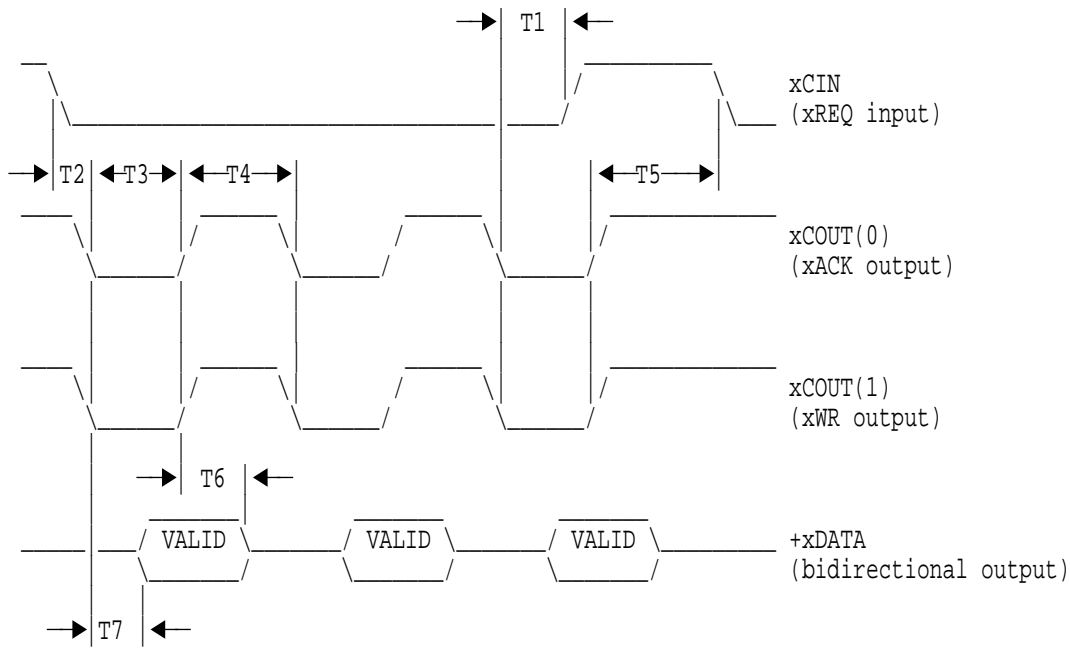 T1
xCIN
(xREQ input)
T2
T3
T4
T5
xCOUT(0)
(xACK output)
xCOUT(1)
(xWR output)
T6
VALID
VALID
VALID
+xDATA
(bidirectional output)
T7